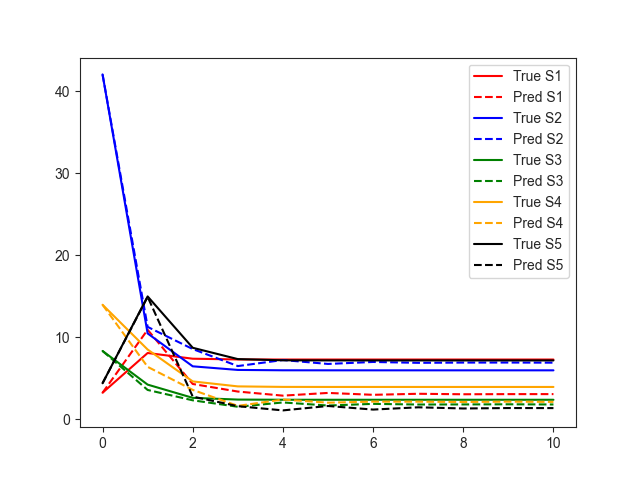 40
30
20
10
0
0
2
4
6
8
10
True S1
Pred S1
True S2
Pred S2
True S3
Pred S3
True S4
Pred S4
True S5
Pred S5